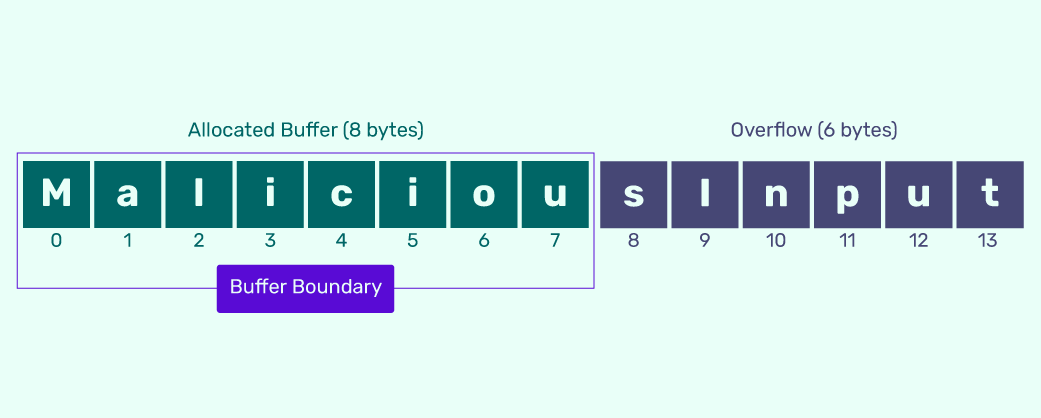 Allocated Buffer (8 bytes) Overflow (6 bytes)
M a l i c i o u s I n p u t
0 1 2 3 4 5 6 7 8 9 10 11 12 13
Buffer Boundary